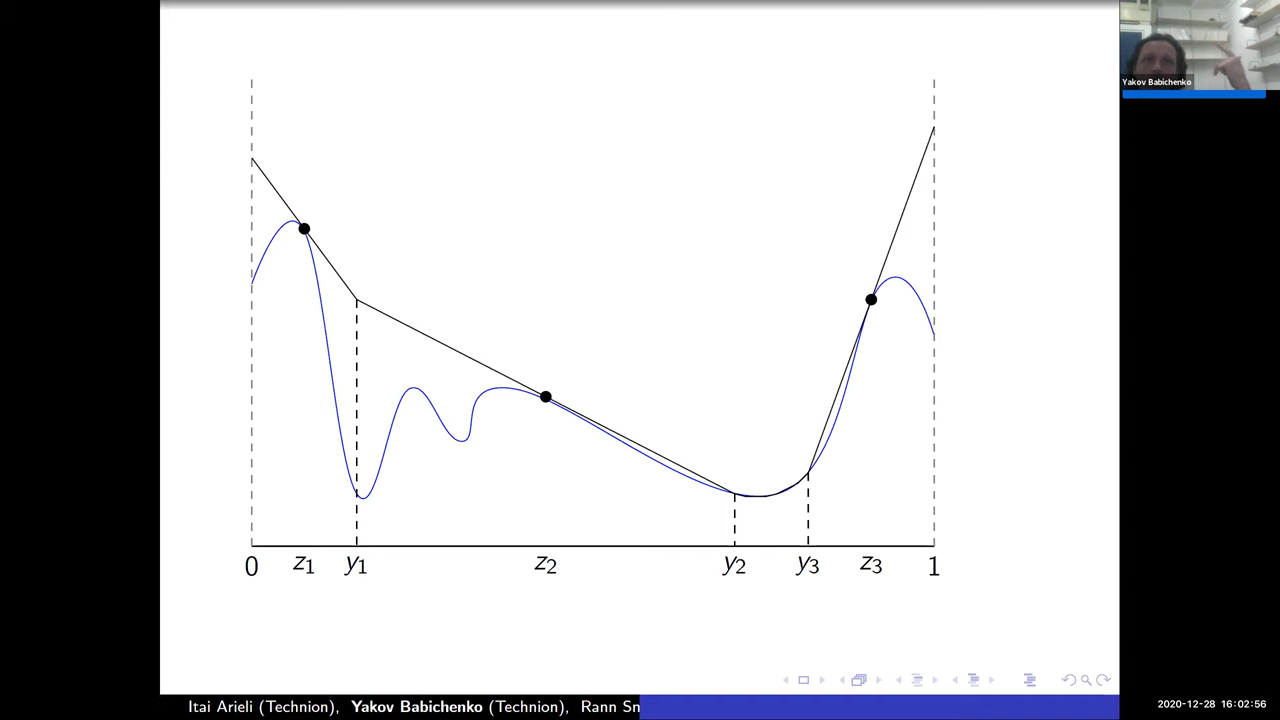 Yakov Babichenko
0 z1 y1 z2 y2 y3 z3 1
Itai Arieli (Technion), Yakov Babichenko (Technion), Rann Sn
2020-12-28 16:02:56